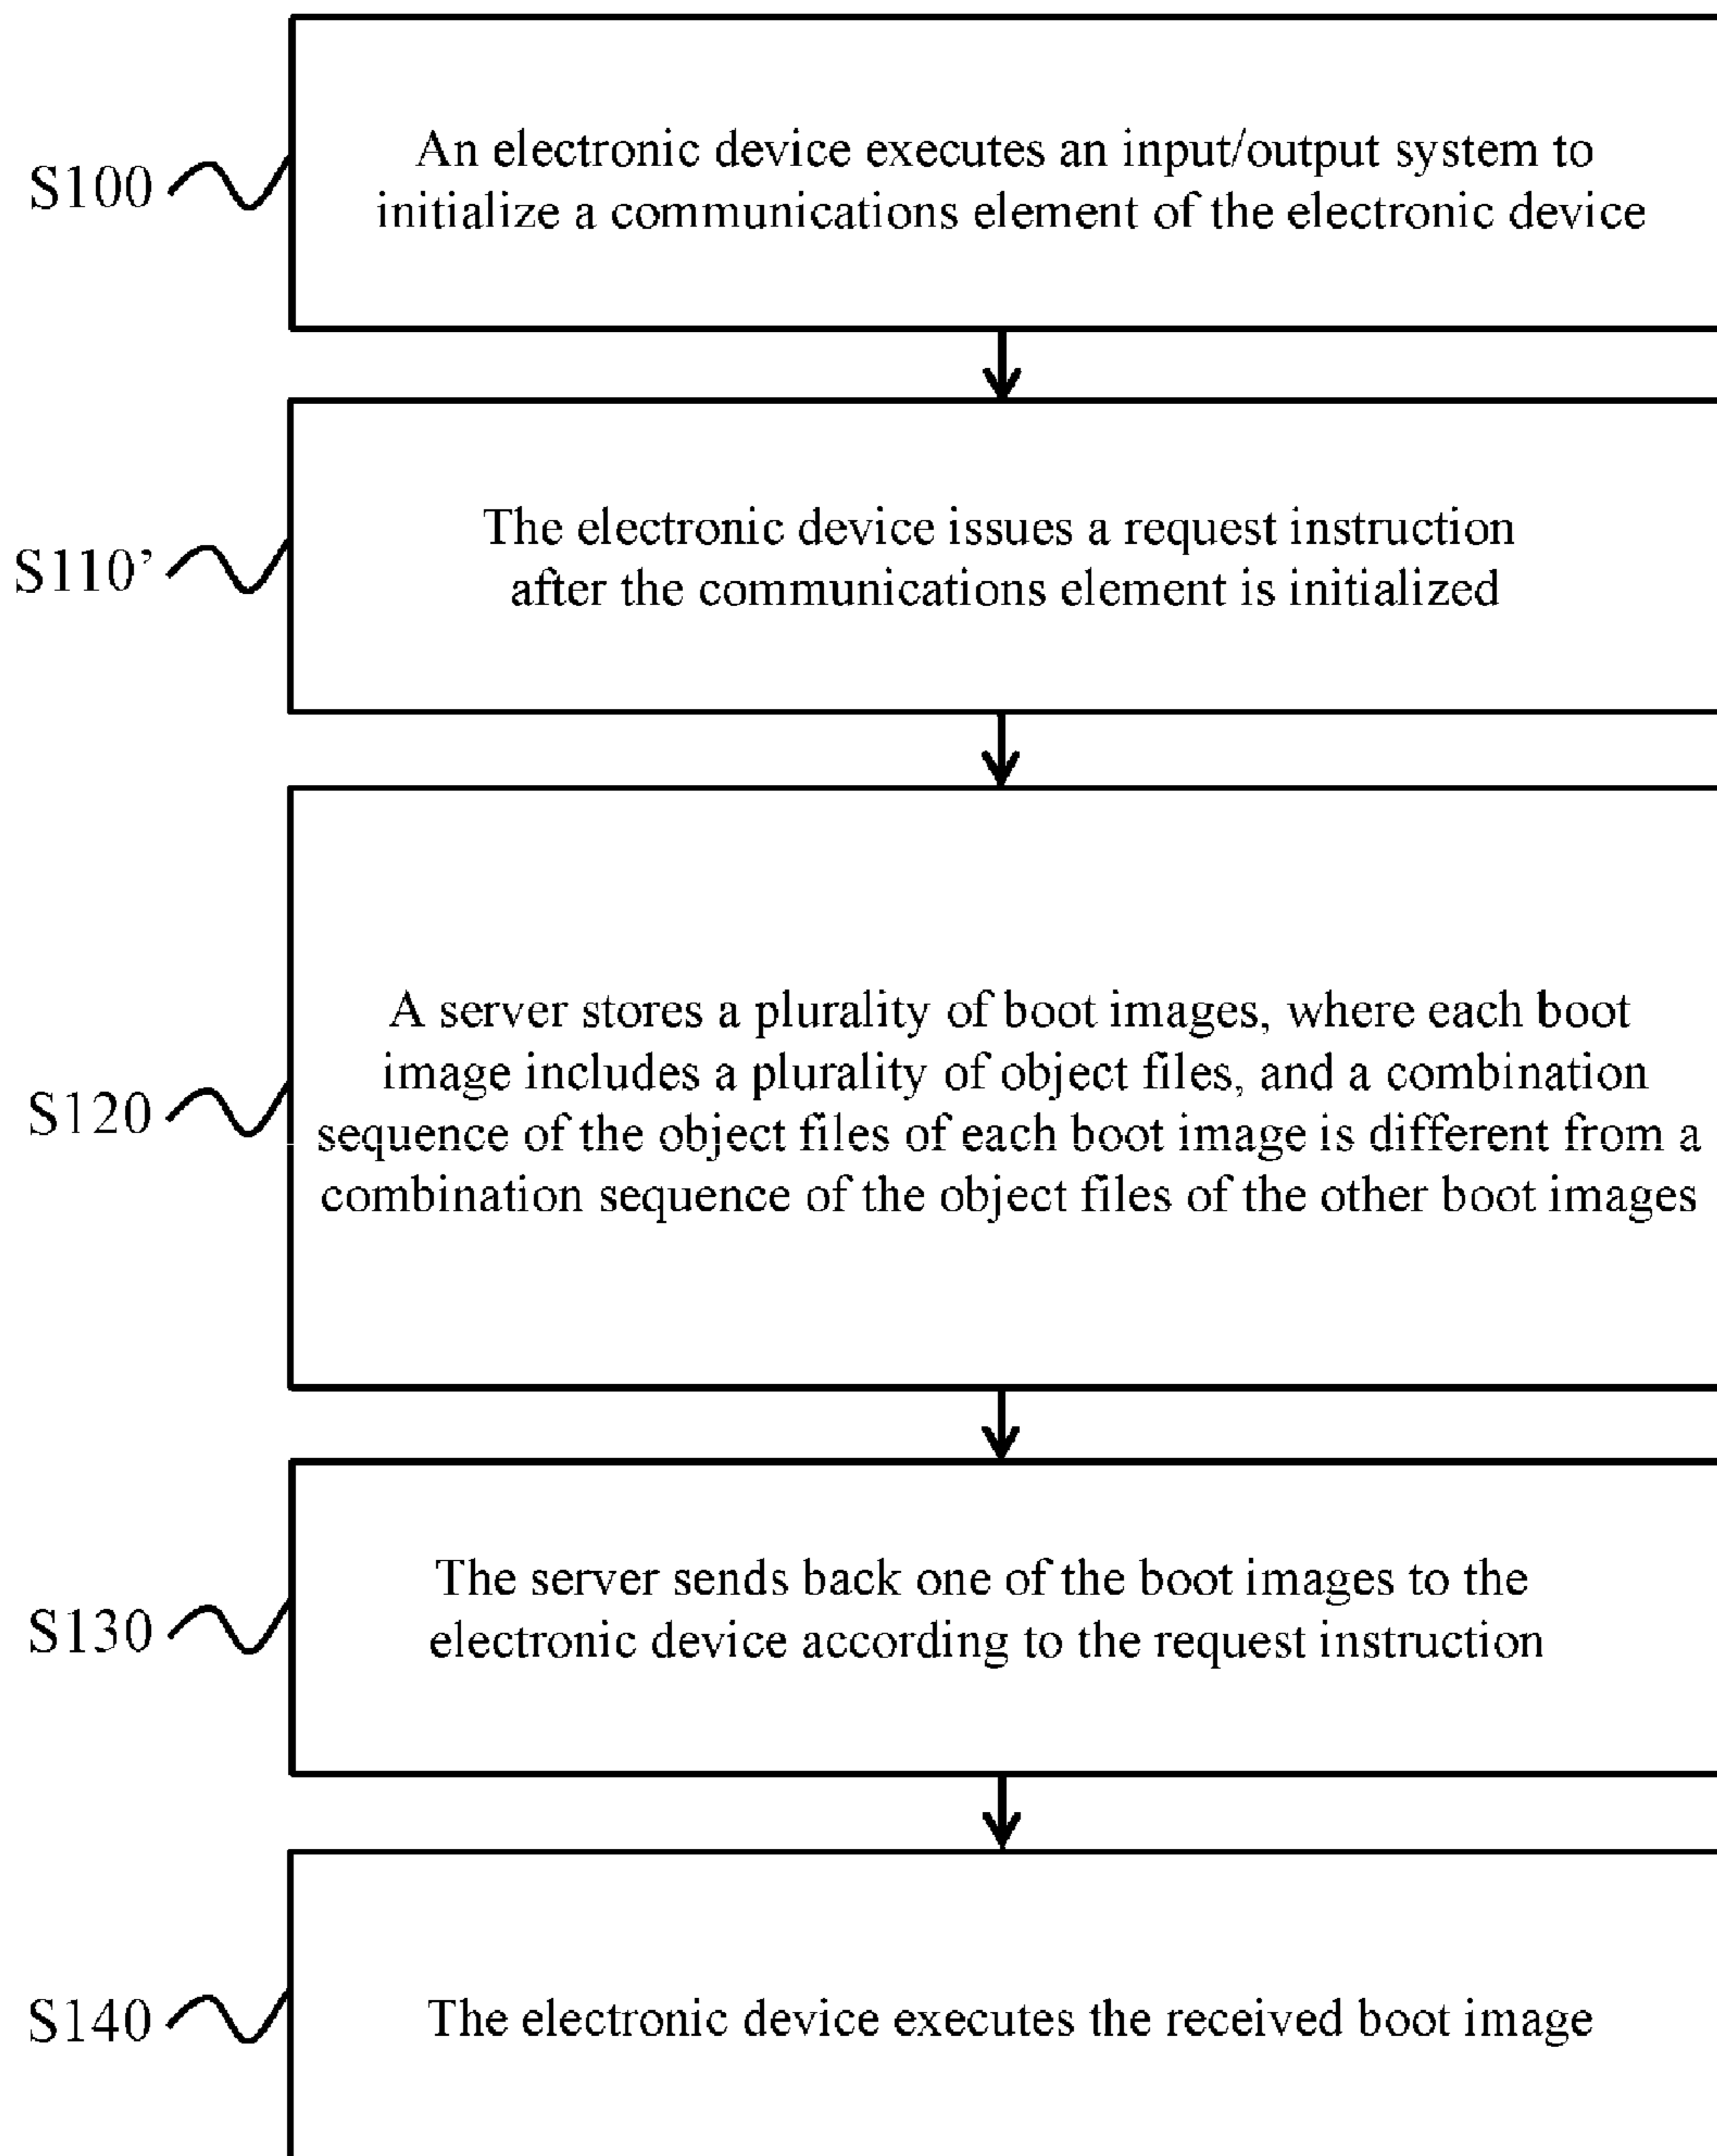 S100
An electronic device executes an input/output system to
initialize a communications element of the electronic device
S110’
The electronic device issues a request instruction
after the communications element is initialized
S120
A server stores a plurality of boot images, where each boot
image includes a plurality of object files, and a combination
sequence of the object files of each boot image is different from a
combination sequence of the object files of the other boot images
S130
The server sends back one of the boot images to the
electronic device according to the request instruction
S140
The electronic device executes the received boot image